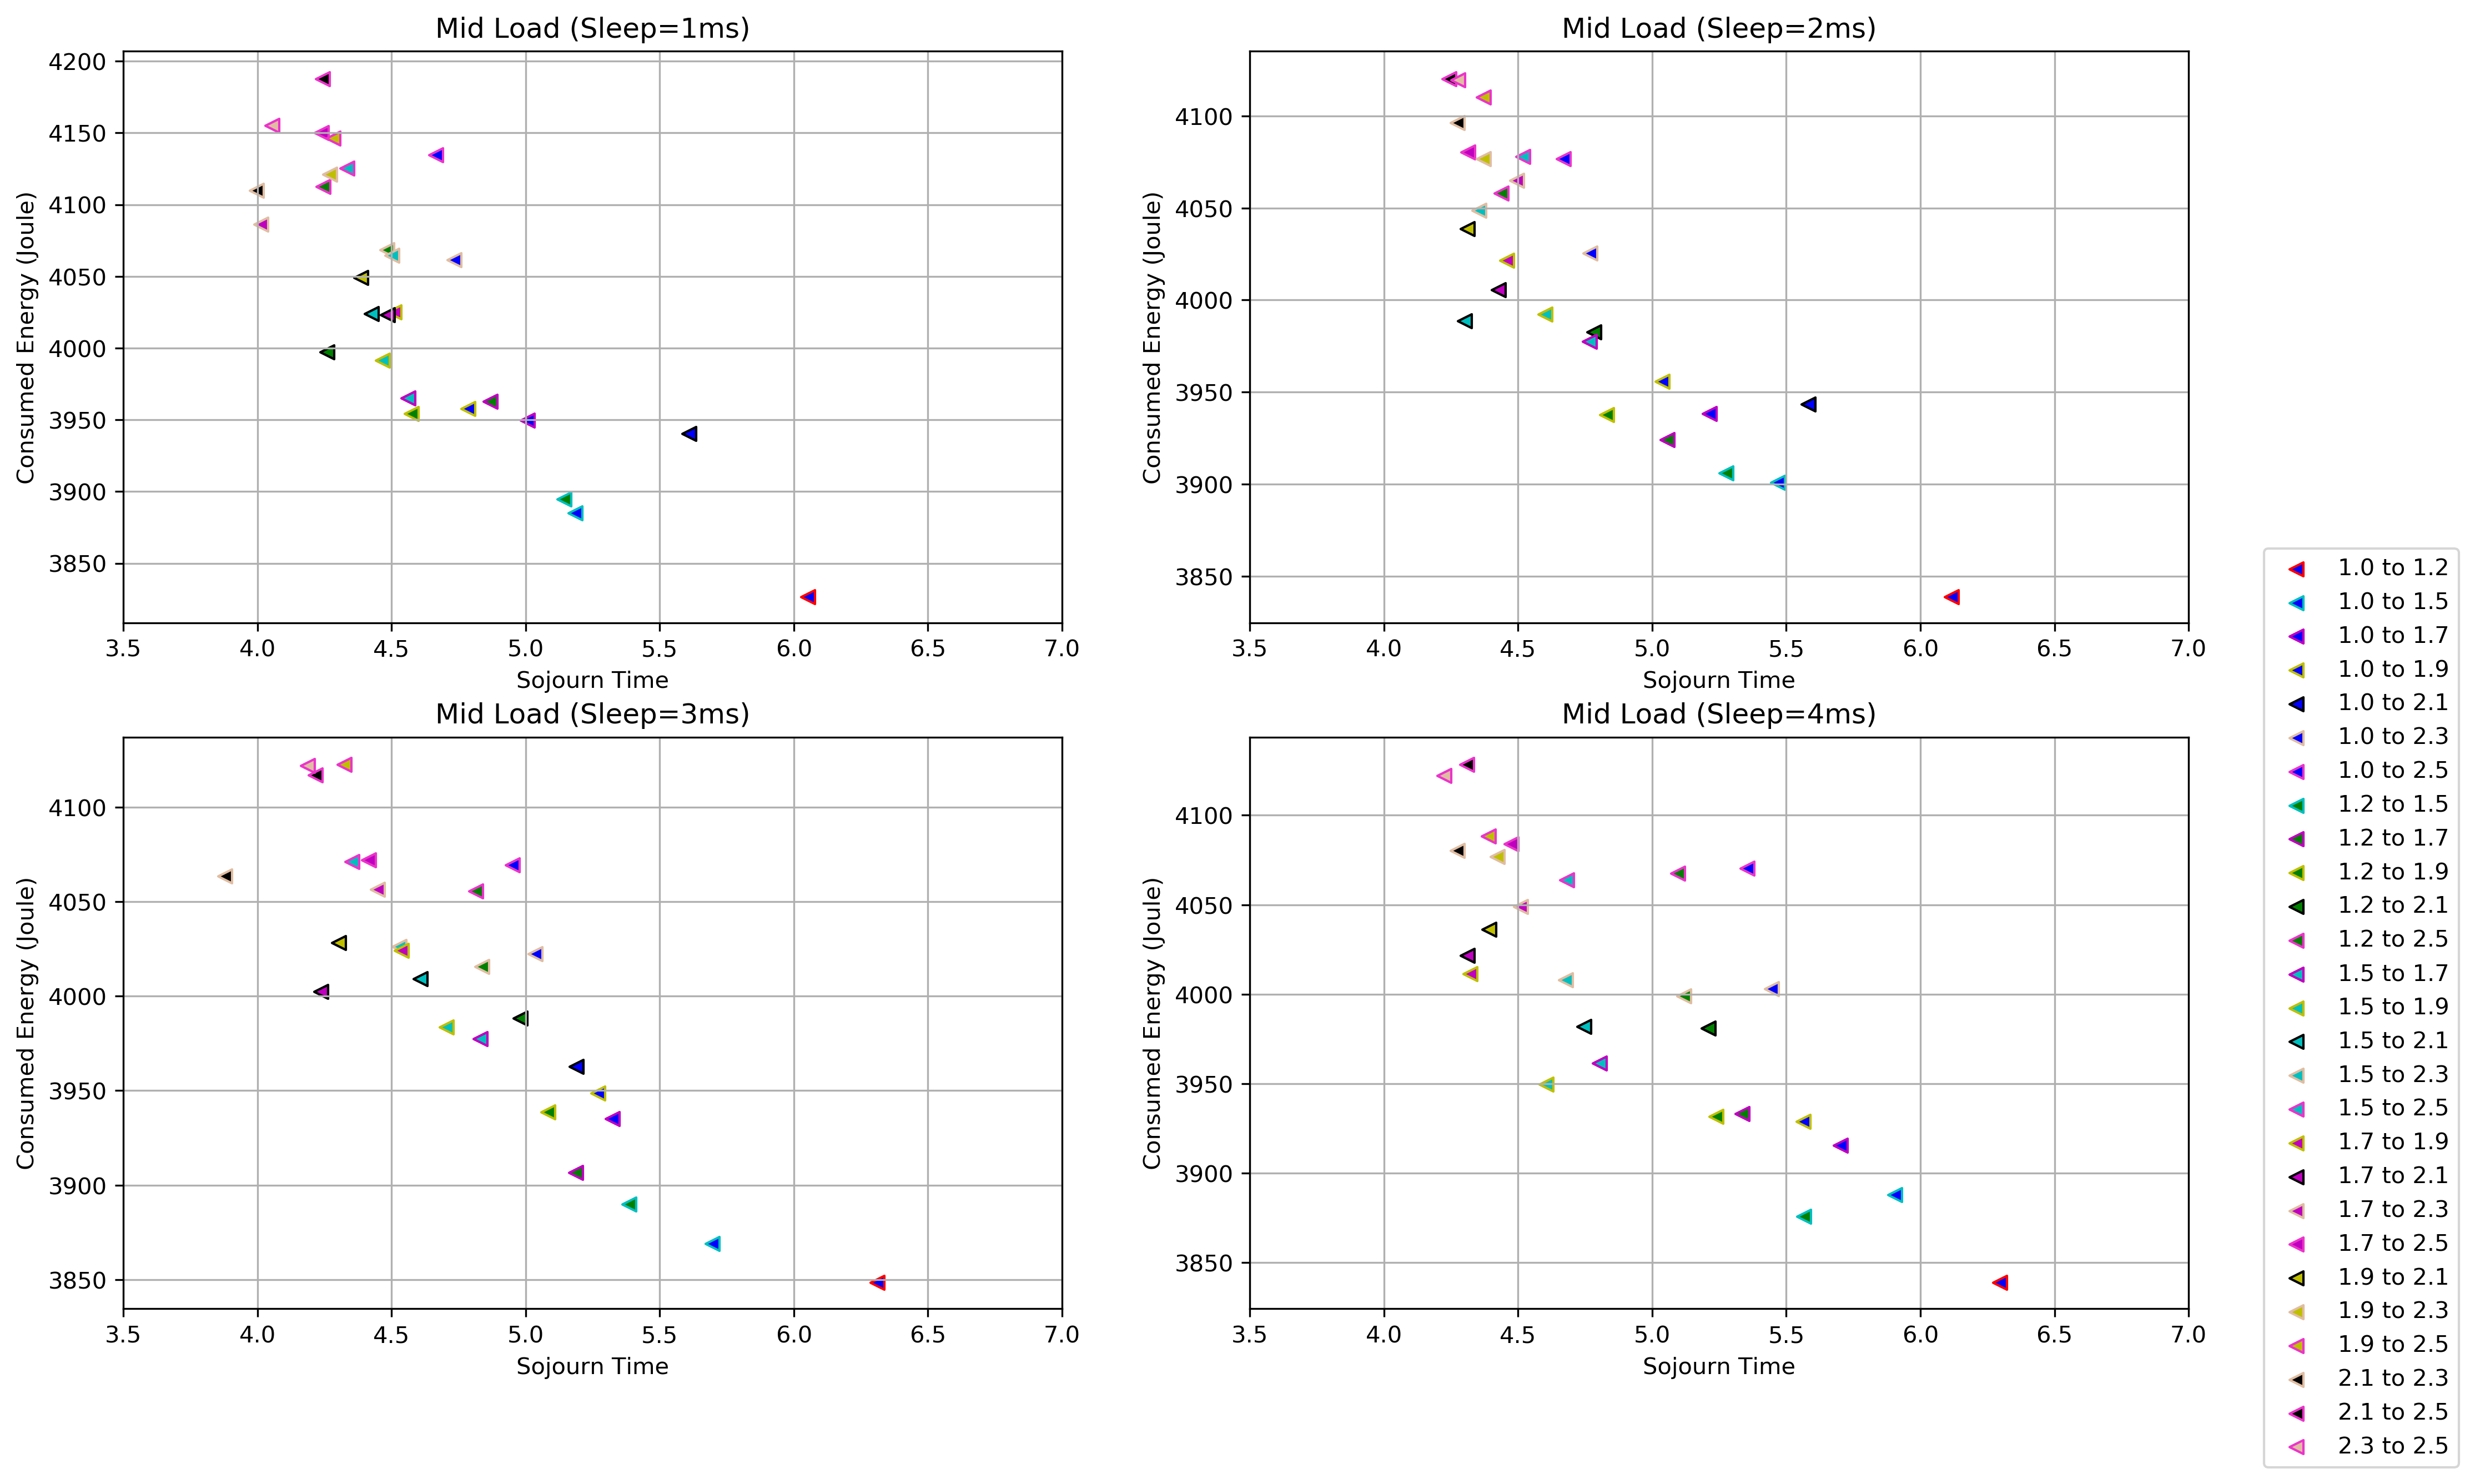 Mid Load (Sleep=1ms)
Consumed Energy (Joule)
4200
4150
4100
4050
4000
3950
3900
3850
3.5 4.0 4.5 5.0 5.5 6.0 6.5 7.0
Sojourn Time
Mid Load (Sleep=2ms)
Consumed Energy (Joule)
4100
4050
4000
3950
3900
3850
3.5 4.0 4.5 5.0 5.5 6.0 6.5 7.0
Sojourn Time
Mid Load (Sleep=3ms)
Consumed Energy (Joule)
4100
4050
4000
3950
3900
3850
3.5 4.0 4.5 5.0 5.5 6.0 6.5 7.0
Sojourn Time
Mid Load (Sleep=4ms)
Consumed Energy (Joule)
4100
4050
4000
3950
3900
3850
3.5 4.0 4.5 5.0 5.5 6.0 6.5 7.0
Sojourn Time
1.0 to 1.2
1.0 to 1.5
1.0 to 1.7
1.0 to 1.9
1.0 to 2.1
1.0 to 2.3
1.0 to 2.5
1.2 to 1.5
1.2 to 1.7
1.2 to 1.9
1.2 to 2.1
1.2 to 2.5
1.5 to 1.7
1.5 to 1.9
1.5 to 2.1
1.5 to 2.3
1.5 to 2.5
1.7 to 1.9
1.7 to 2.1
1.7 to 2.3
1.7 to 2.5
1.9 to 2.1
1.9 to 2.3
1.9 to 2.5
2.1 to 2.3
2.1 to 2.5
2.3 to 2.5